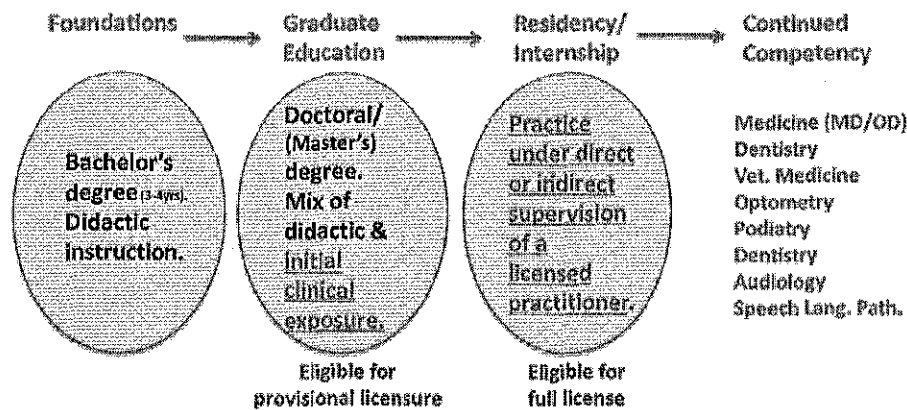 Foundations
Graduate
Education
Residency/
Internship
Continued
Competency
Bachelor's
degree (3-4yrs).
Didactic
instruction.
Doctoral/
(Master's)
degree.
Mix of
didactic &
initial
clinical
exposure.
Practice
under direct
or indirect
supervision
of a
licensed
practitioner.
Medicine (MD/OD)
Dentistry
Vet. Medicine
Optometry
Podiatry
Dentistry
Audiology
Speech Lang. Path.
Eligible for
provisional licensure
Eligible for
full license